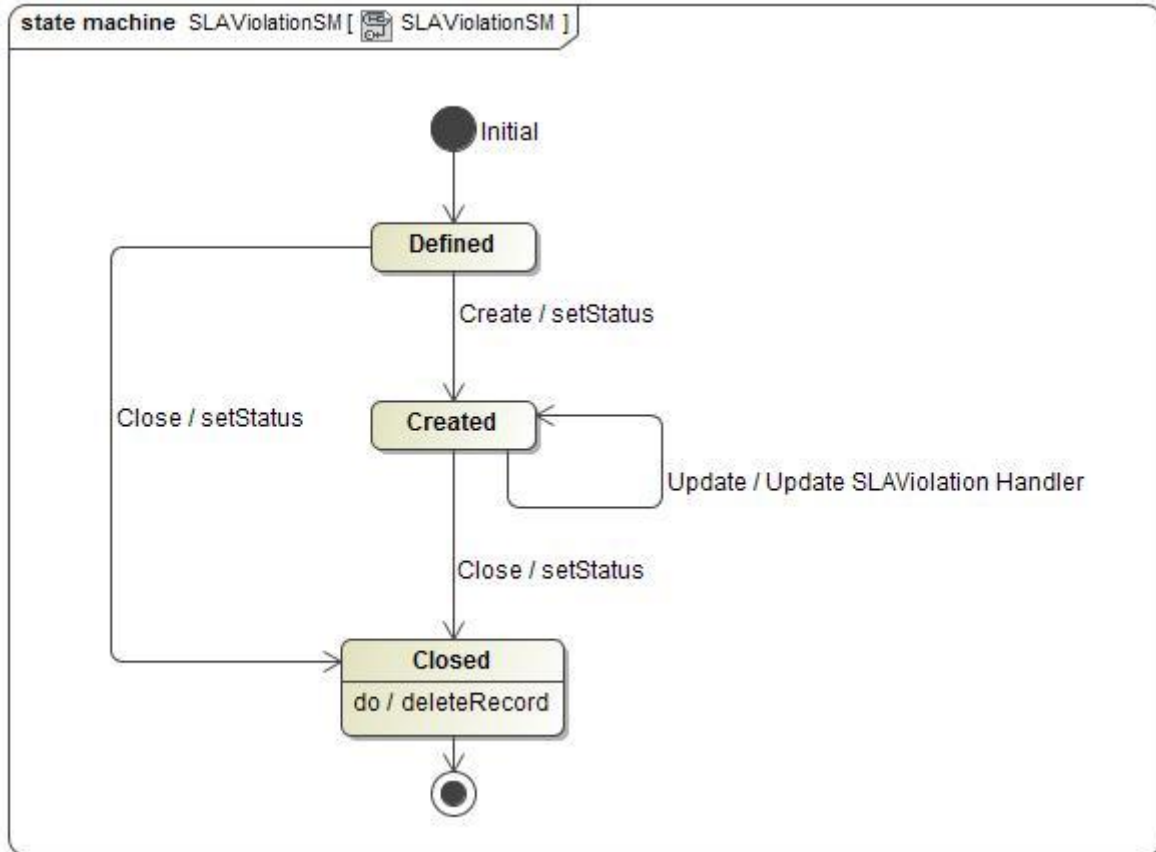 state machine SLAViolationSM [ SLAViolationSM ]
Initial
Defined
Create / setStatus
Close / setStatus
Created
Update / Update SLAViolation Handler
Close / setStatus
Closed
do / deleteRecord